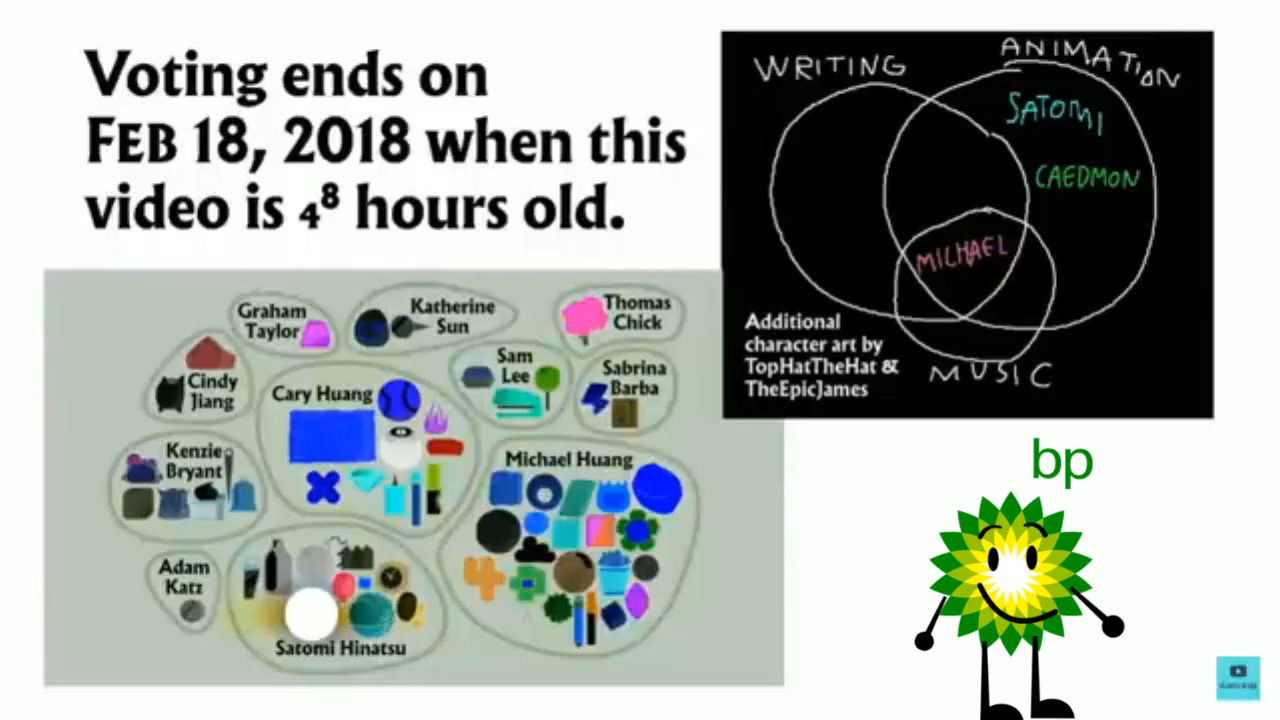 Voting ends on
FEB 18, 2018 when this
video is 4⁸ hours old.
WRITING
ANIMATION
SATOMI
CAEDMON
MICHAEL
MUSIC
Additional
character art by
TopHatTheHat &
TheEpicJames
Graham
Taylor
Katherine
Sun
Thomas
Chick
Cindy
Jiang
Cary Huang
Sam
Lee
Sabrina
Barba
Kenzie
Bryant
Michael Huang
Adam
Katz
Satomi Hinatsu
bp